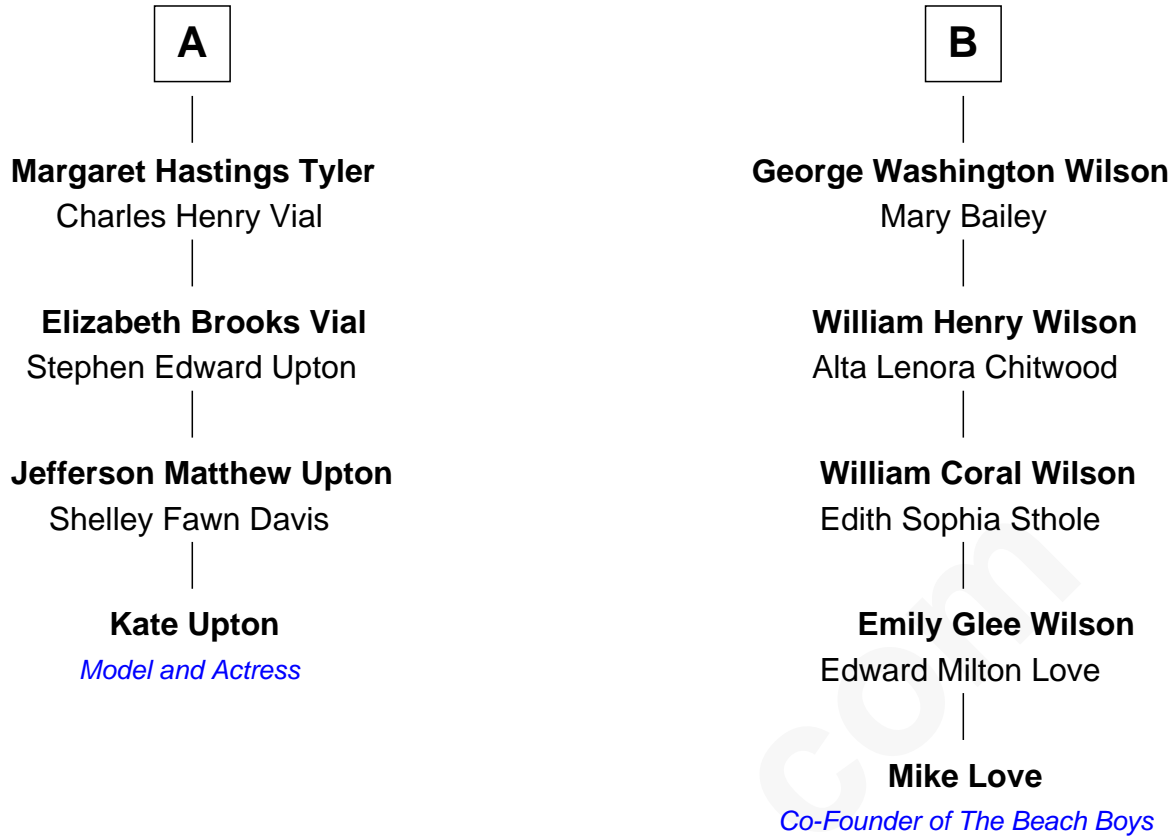 A
Margaret Hastings Tyler
Charles Henry Vial
Elizabeth Brooks Vial
Stephen Edward Upton
Jefferson Matthew Upton
Shelley Fawn Davis
Kate Upton
Model and Actress
B
George Washington Wilson
Mary Bailey
William Henry Wilson
Alta Lenora Chitwood
William Coral Wilson
Edith Sophia Sthole
Emily Glee Wilson
Edward Milton Love
Mike Love
Co-Founder of The Beach Boys
com